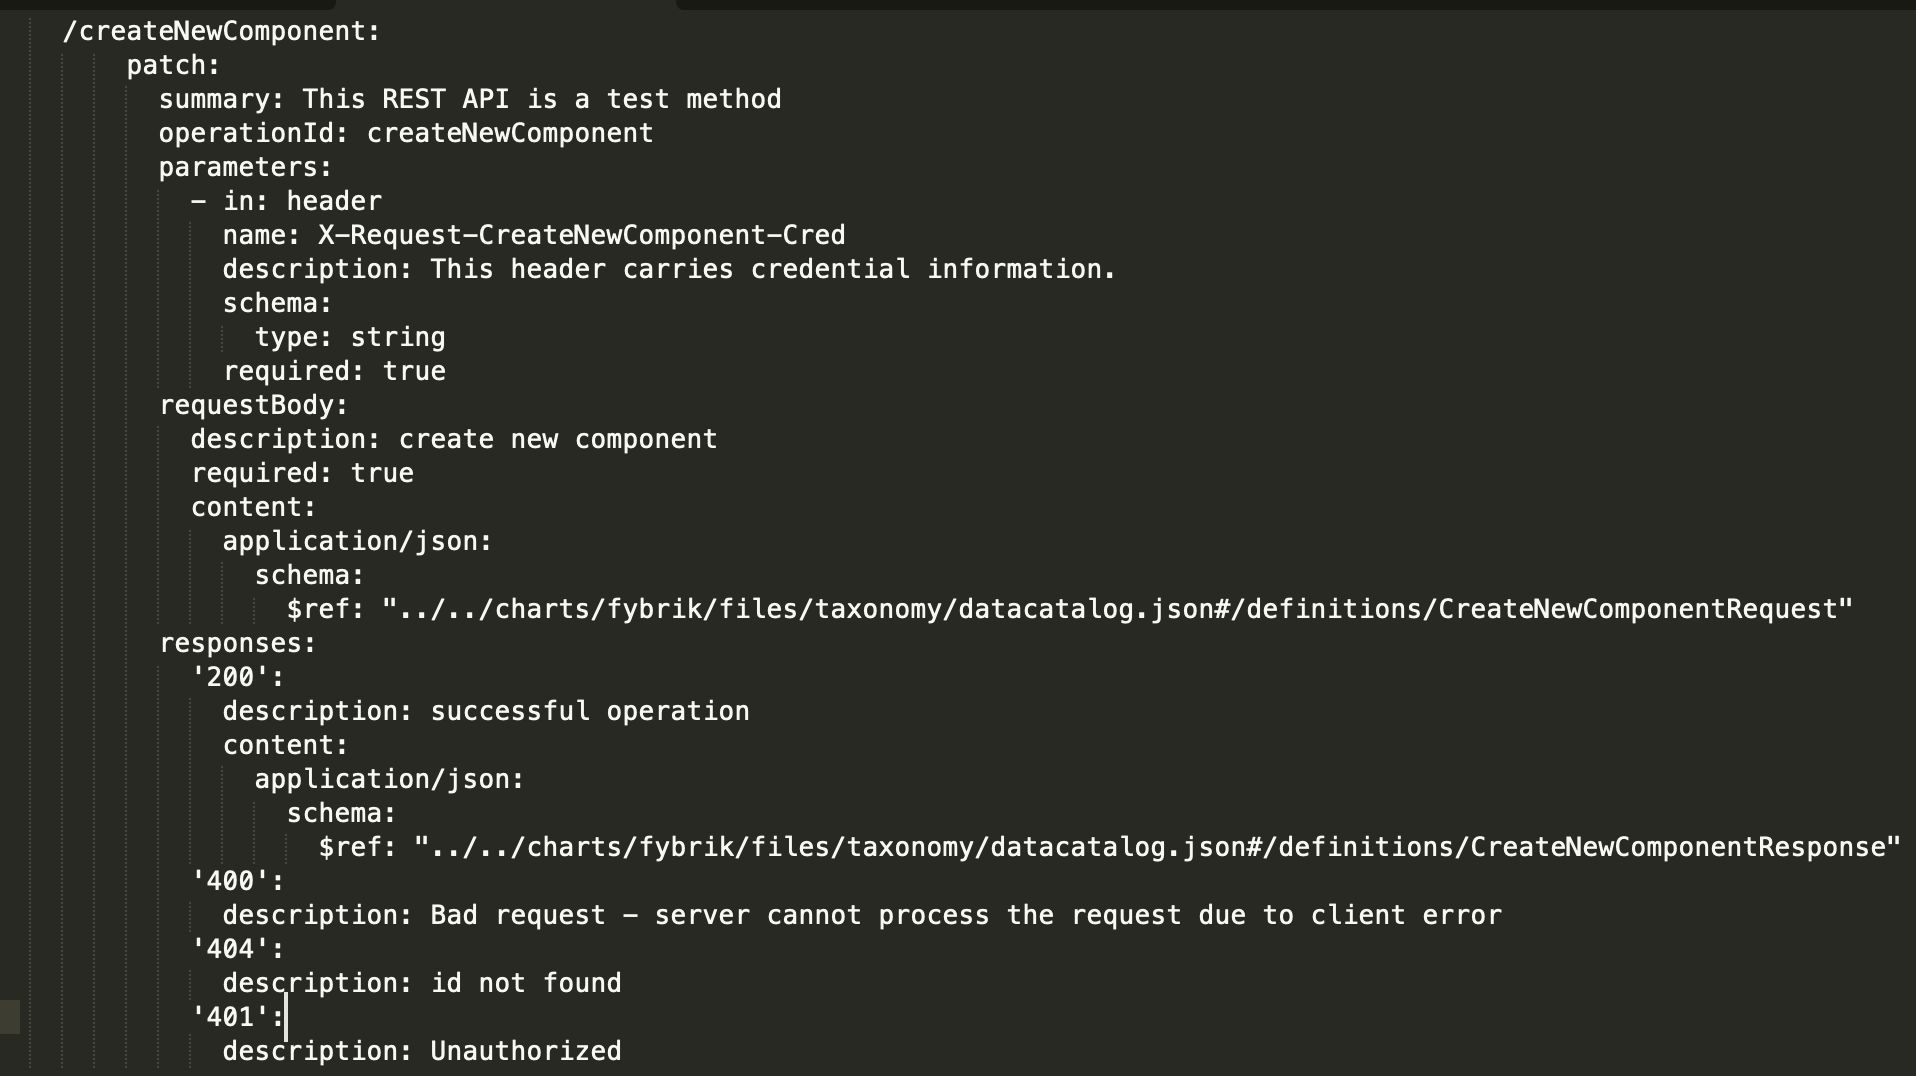 /createNewComponent:
patch:
summary: This REST API is a test method
operationId: createNewComponent
parameters:
- in: header
name: X-Request-CreateNewComponent-Cred
description: This header carries credential information.
schema:
type: string
required: true
requestBody:
description: create new component
required: true
content:
application/json:
schema:
$ref: "../../charts/fybrik/files/taxonomy/datacatalog.json#/definitions/CreateNewComponentRequest"
responses:
'200':
description: successful operation
content:
application/json:
schema:
$ref: "../../charts/fybrik/files/taxonomy/datacatalog.json#/definitions/CreateNewComponentResponse"
'400':
description: Bad request - server cannot process the request due to client error
'404':
description: id not found
'401':
description: Unauthorized